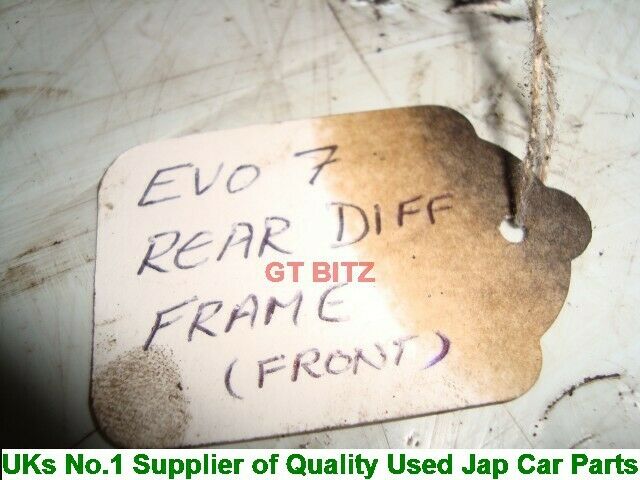 EVO 7
REAR DIFF
GT BITZ
FRAME
(FRONT)
UKs No.1 Supplier of Quality Used Jap Car Parts